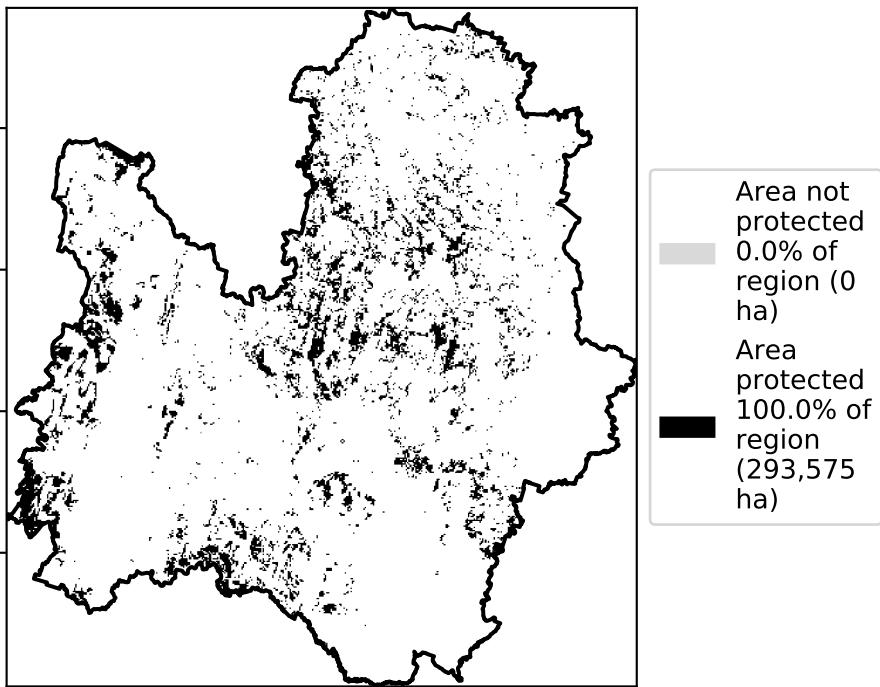 Area not
protected
0.0% of
region (0
ha)
Area
protected
100.0% of
region
(293,575
ha)